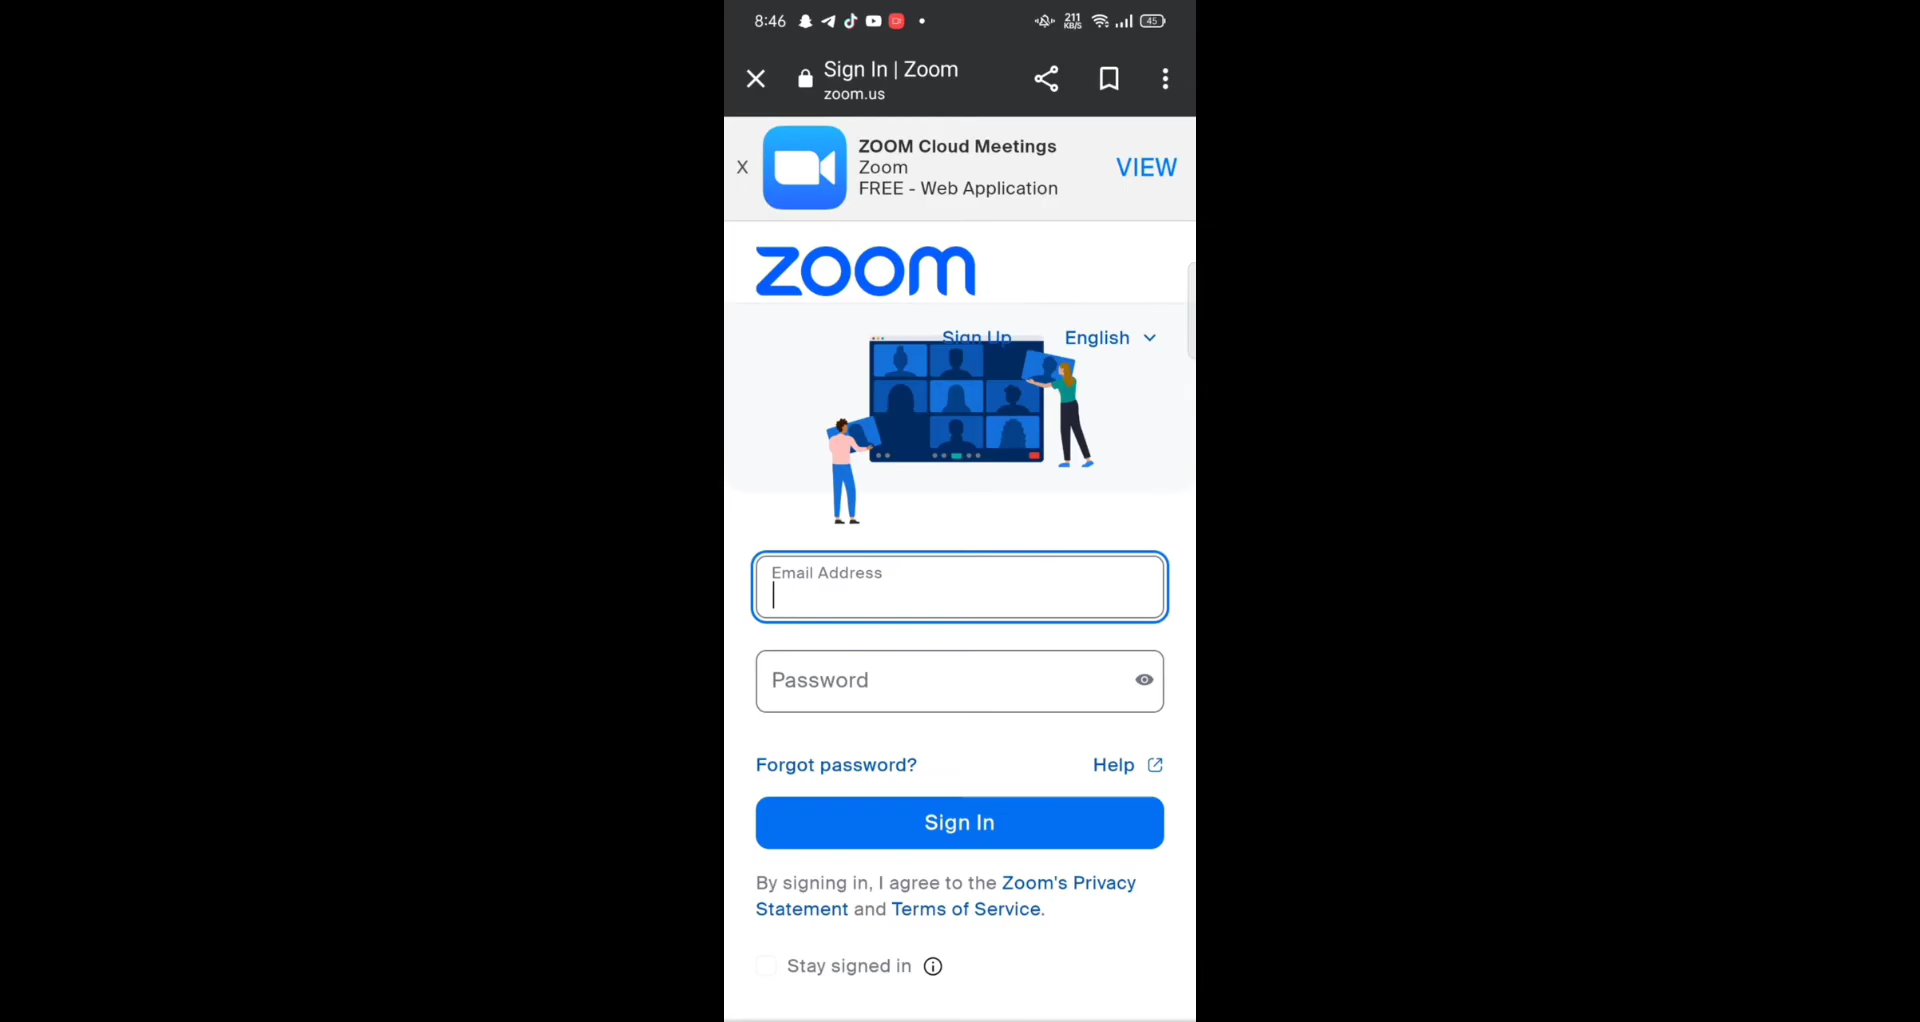 8:46
211
KB/S
45
Sign In | Zoom
zoom.us
X
ZOOM Cloud Meetings
Zoom
FREE - Web Application
VIEW
zoom
Sign Up
English
Email Address
Password
Forgot password?
Help
Sign In
By signing in, I agree to the Zoom's Privacy
Statement and Terms of Service.
Stay signed in